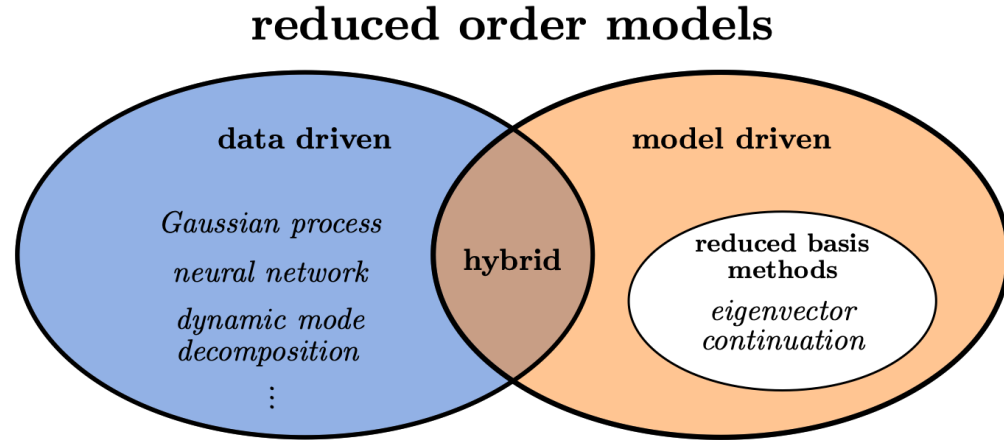 reduced order models
data driven
model driven
Gaussian process
neural network
dynamic mode
decomposition
⋮
hybrid
reduced basis
methods
eigenvector
continuation